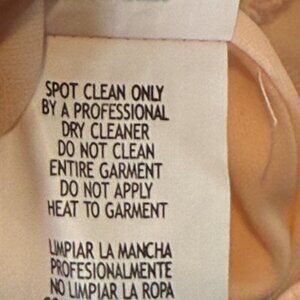 SPOT CLEAN ONLY
BY A PROFESSIONAL
DRY CLEANER
DO NOT CLEAN
ENTIRE GARMENT
DO NOT APPLY
HEAT TO GARMENT
LIMPIAR LA MANCHA
PROFESIONALMENTE
NO LIMPIAR LA ROPA